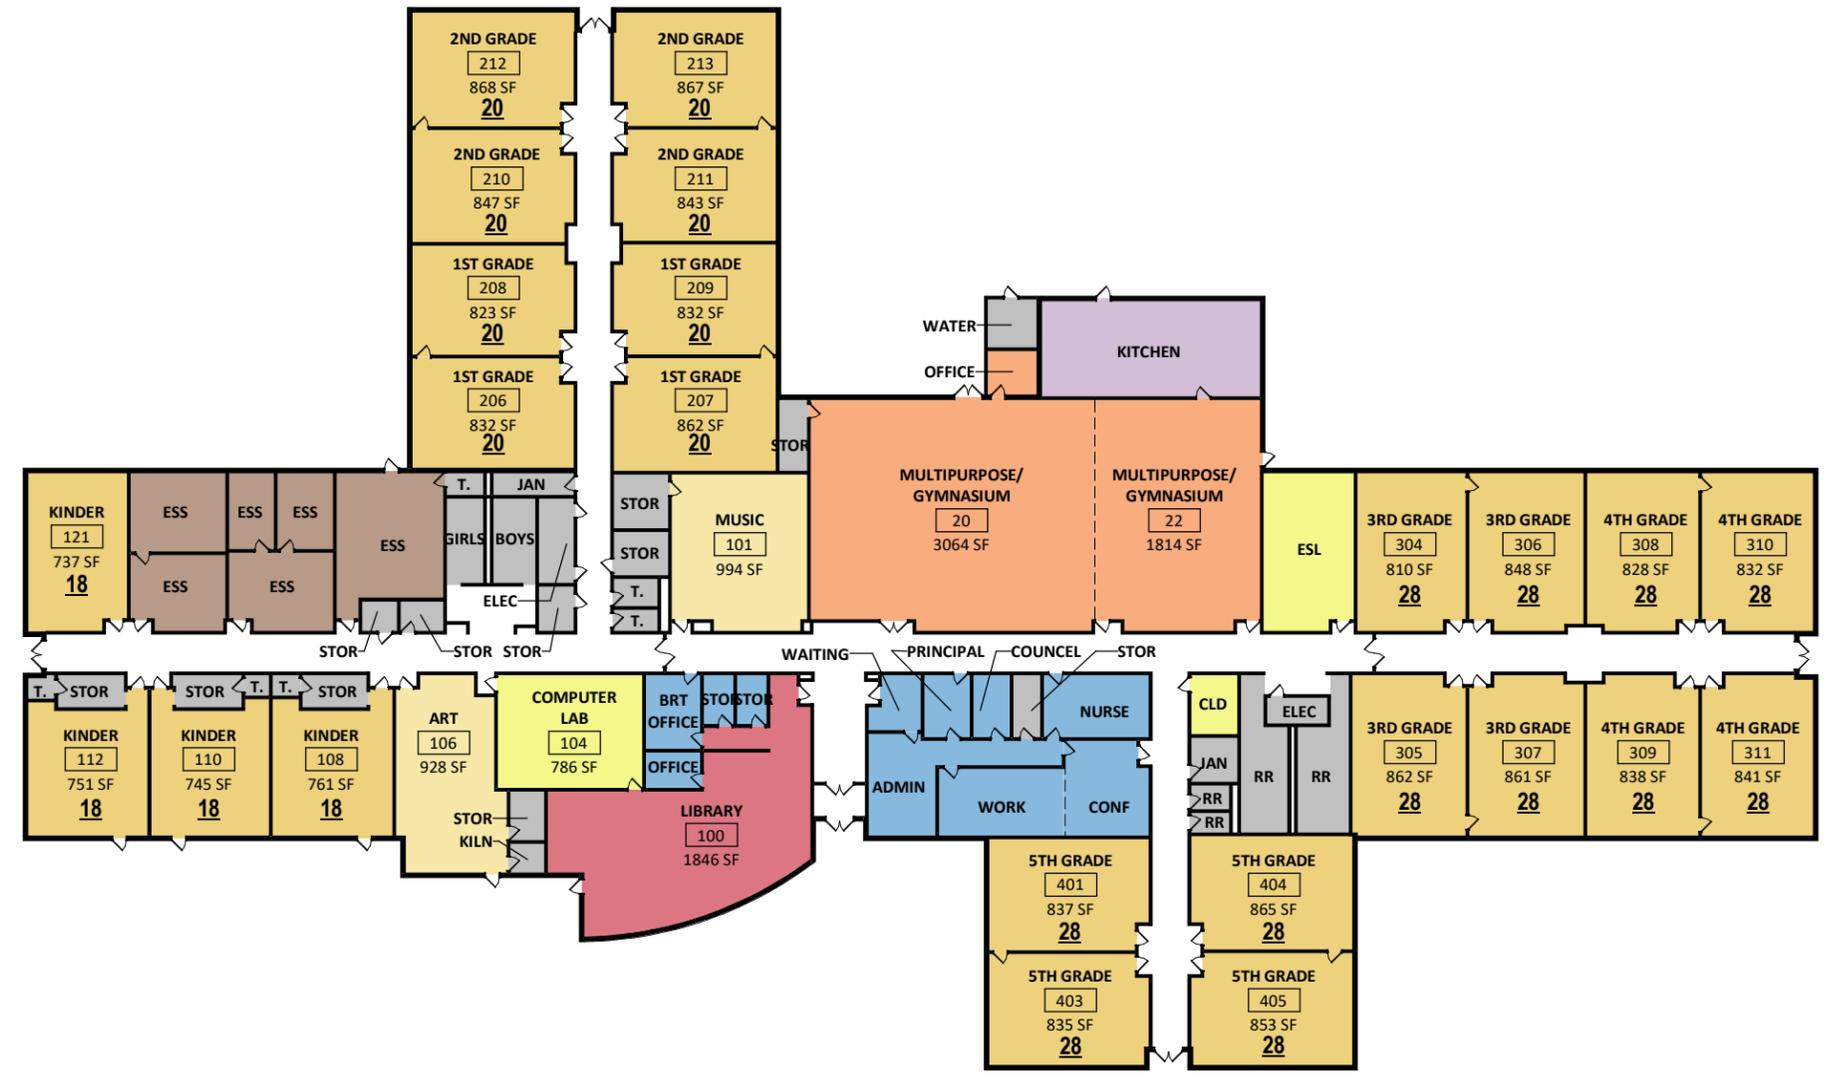 2ND GRADE
212
868 SF
20
2ND GRADE
213
867 SF
20
2ND GRADE
210
847 SF
20
2ND GRADE
211
843 SF
20
1ST GRADE
208
823 SF
20
1ST GRADE
209
832 SF
20
1ST GRADE
206
832 SF
20
1ST GRADE
207
862 SF
20
WATER
OFFICE
KITCHEN
STOR
MULTIPURPOSE/
GYMNASIUM
20
3064 SF
MULTIPURPOSE/
GYMNASIUM
22
1814 SF
KINDER
121
737 SF
18
ESS
ESS
ESS
ESS
ESS
ESS
T.
JAN
GIRLS
BOYS
ELEC
STOR
STOR
T.
T.
MUSIC
101
994 SF
ESL
3RD GRADE
304
810 SF
28
3RD GRADE
306
848 SF
28
4TH GRADE
308
828 SF
28
4TH GRADE
310
832 SF
28
STOR
STOR
STOR
WAITING
PRINCIPAL
COUNCEL
STOR
T.
STOR
STOR
T.
T.
STOR
KINDER
112
751 SF
18
KINDER
110
745 SF
18
KINDER
108
761 SF
18
ART
106
928 SF
COMPUTER
LAB
104
786 SF
BRT
OFFICE
STOR
STOR
OFFICE
STOR
KILN
LIBRARY
100
1846 SF
NURSE
ADMIN
WORK
CONF
CLD
JAN
RR
RR
ELEC
RR
RR
3RD GRADE
305
862 SF
28
3RD GRADE
307
861 SF
28
4TH GRADE
309
838 SF
28
4TH GRADE
311
841 SF
28
5TH GRADE
401
837 SF
28
5TH GRADE
404
865 SF
28
5TH GRADE
403
835 SF
28
5TH GRADE
405
853 SF
28